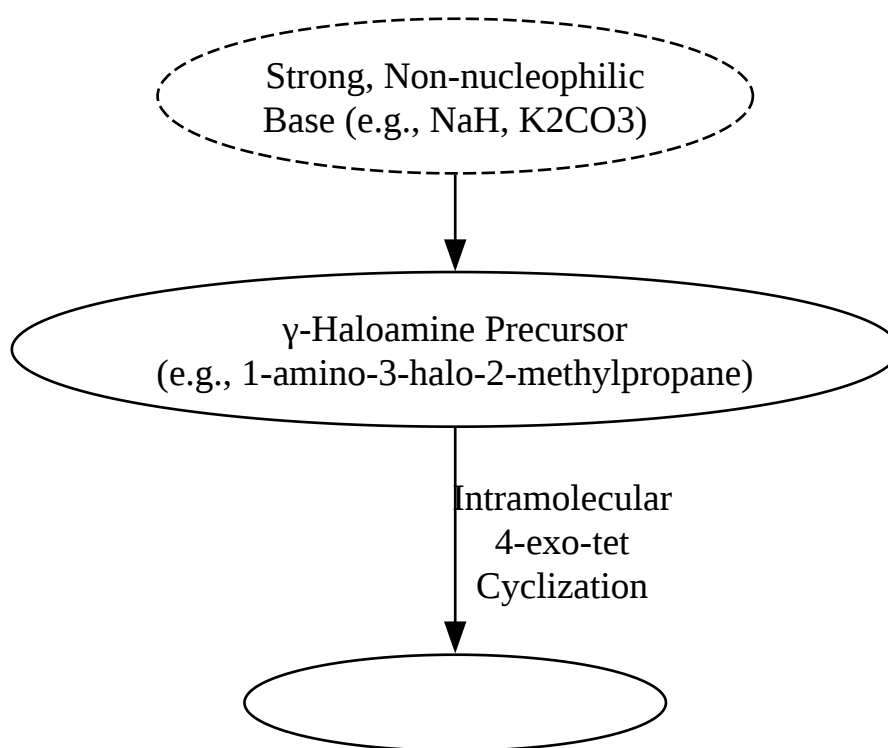 Strong, Non-nucleophilic
Base (e.g., NaH, K2CO3)
γ-Haloamine Precursor
(e.g., 1-amino-3-halo-2-methylpropane)
Intramolecular
4-exo-tet
Cyclization